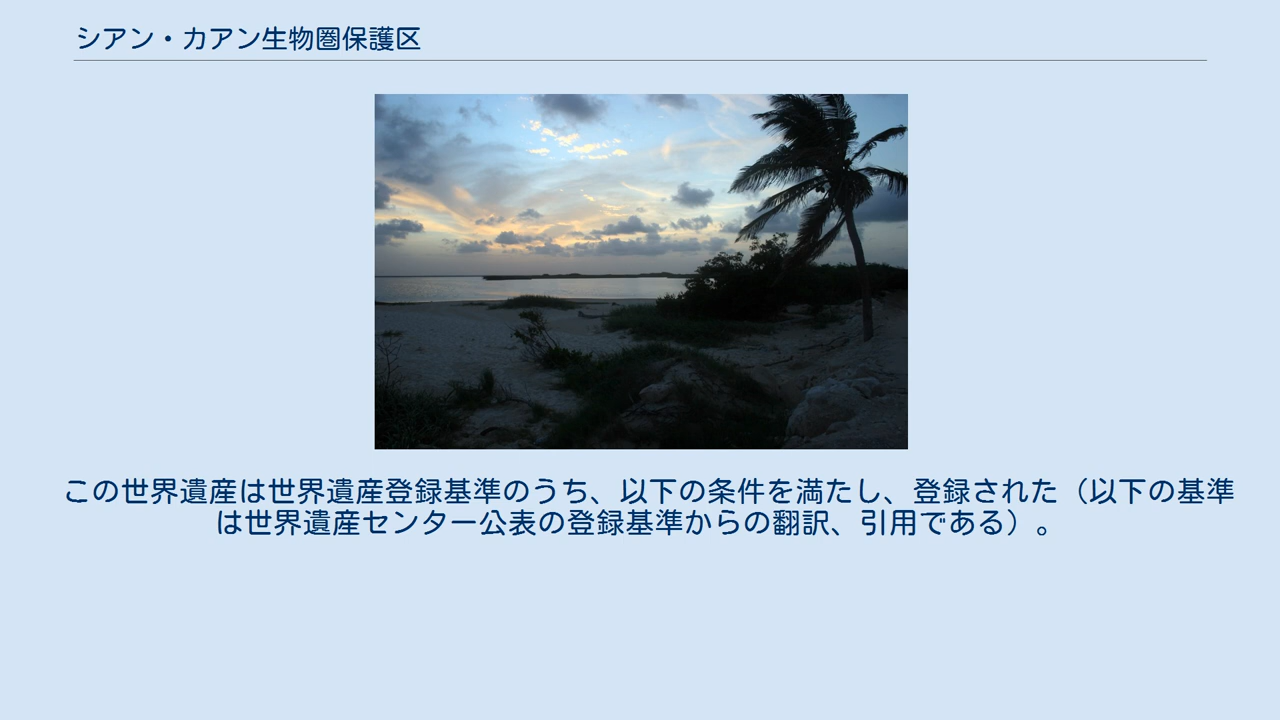 シアン・カアン生物圏保護区
この世界遺産は世界遺産登録基準のうち、以下の条件を満たし、登録された（以下の基準
は世界遺産センター公表の登録基準からの翻訳、引用である）。